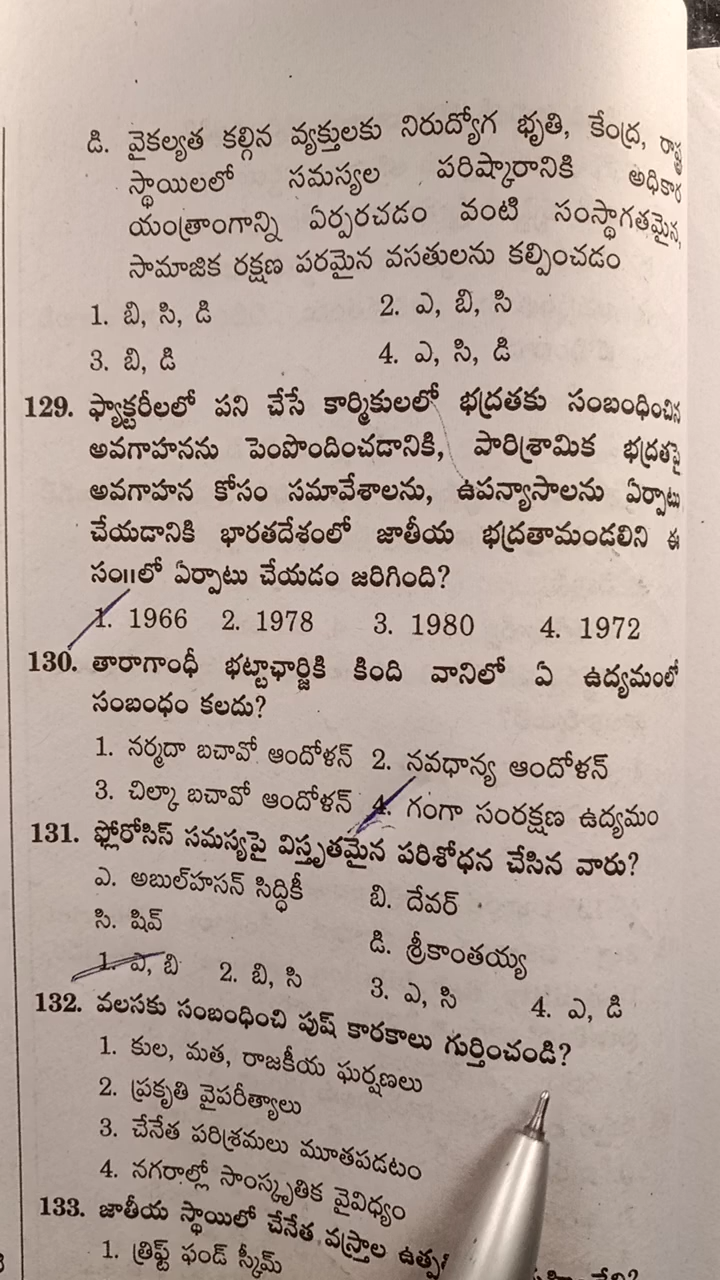 డి. వైకల్యత కల్గిన వ్యక్తులకు నిరుద్యోగ భృతి, కేంద్ర, రాష్ట్ర
స్థాయిలలో సమస్యల పరిష్కారానికి అధికార
యంత్రాంగాన్ని ఏర్పరచడం వంటి సంస్థాగతమైన,
సామాజిక రక్షణ పరమైన వసతులను కల్పించడం
1. బి, సి, డి 2. ఎ, బి, సి
3. బి, డి 4. ఎ, సి, డి
129. ఫ్యాక్టరీలలో పని చేసే కార్మికులలో భద్రతకు సంబంధించిన
అవగాహనను పెంపొందించడానికి, పారిశ్రామిక భద్రతపై
అవగాహన కోసం సమావేశాలను, ఉపన్యాసాలను ఏర్పాటు
చేయడానికి భారతదేశంలో జాతీయ భద్రతామండలిని ఈ
సం॥లో ఏర్పాటు చేయడం జరిగింది?
1. 1966 2. 1978 3. 1980 4. 1972
130. తారాగాంధీ భట్టాఛార్జికి కింది వానిలో ఏ ఉద్యమంలో
సంబంధం కలదు?
1. నర్మదా బచావో ఆందోళన్ 2. నవధాన్య ఆందోళన్
3. చిల్కా బచావో ఆందోళన్ 4. గంగా సంరక్షణ ఉద్యమం
131. ఫ్లోరోసిస్ సమస్యపై విస్తృతమైన పరిశోధన చేసిన వారు?
ఎ. అబుల్‌హసన్ సిద్ధికీ బి. దేవర్
సి. షివ్ డి. శ్రీకాంతయ్య
1. ఎ, బి 2. బి, సి 3. ఎ, సి 4. ఎ, డి
132. వలసకు సంబంధించి పుష్ కారకాలు గుర్తించండి?
1. కుల, మత, రాజకీయ ఘర్షణలు
2. ప్రకృతి వైపరీత్యాలు
3. చేనేత పరిశ్రమలు మూతపడటం
4. నగరాల్లో సాంస్కృతిక వైవిధ్యం
133. జాతీయ స్థాయిలో చేనేత వస్త్రాల
1. త్రిఫ్ట్ ఫండ్ స్కీమ్